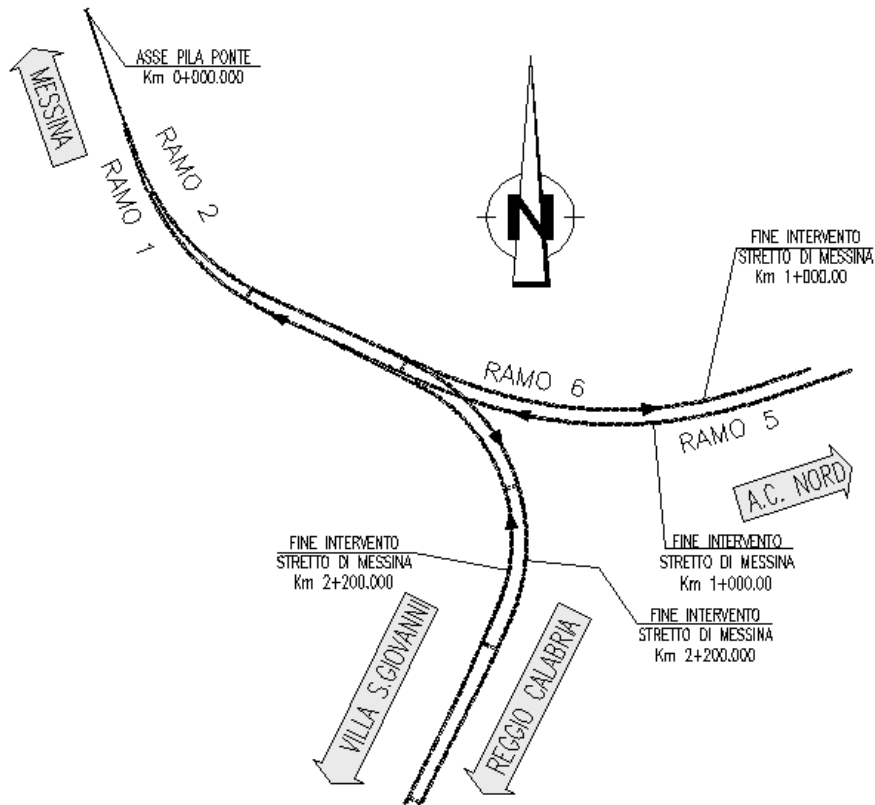 ASSE PILA PONTE
Km 0+000.000
MESSINA
RAMO 2
RAMO 1
N
FINE INTERVENTO
STRETTO DI MESSINA
Km 1+000.00
RAMO 6
RAMO 5
A.C. NORD
FINE INTERVENTO
STRETTO DI MESSINA
Km 2+200.000
FINE INTERVENTO
STRETTO DI MESSINA
Km 1+000.00
FINE INTERVENTO
STRETTO DI MESSINA
Km 2+200.000
VILLA S.GIOVANNI
REGGIO CALABRIA